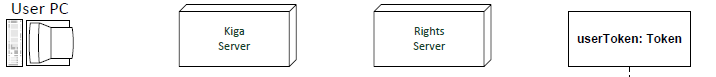 User PC
Kiga
Server
Rights
Server
userToken: Token